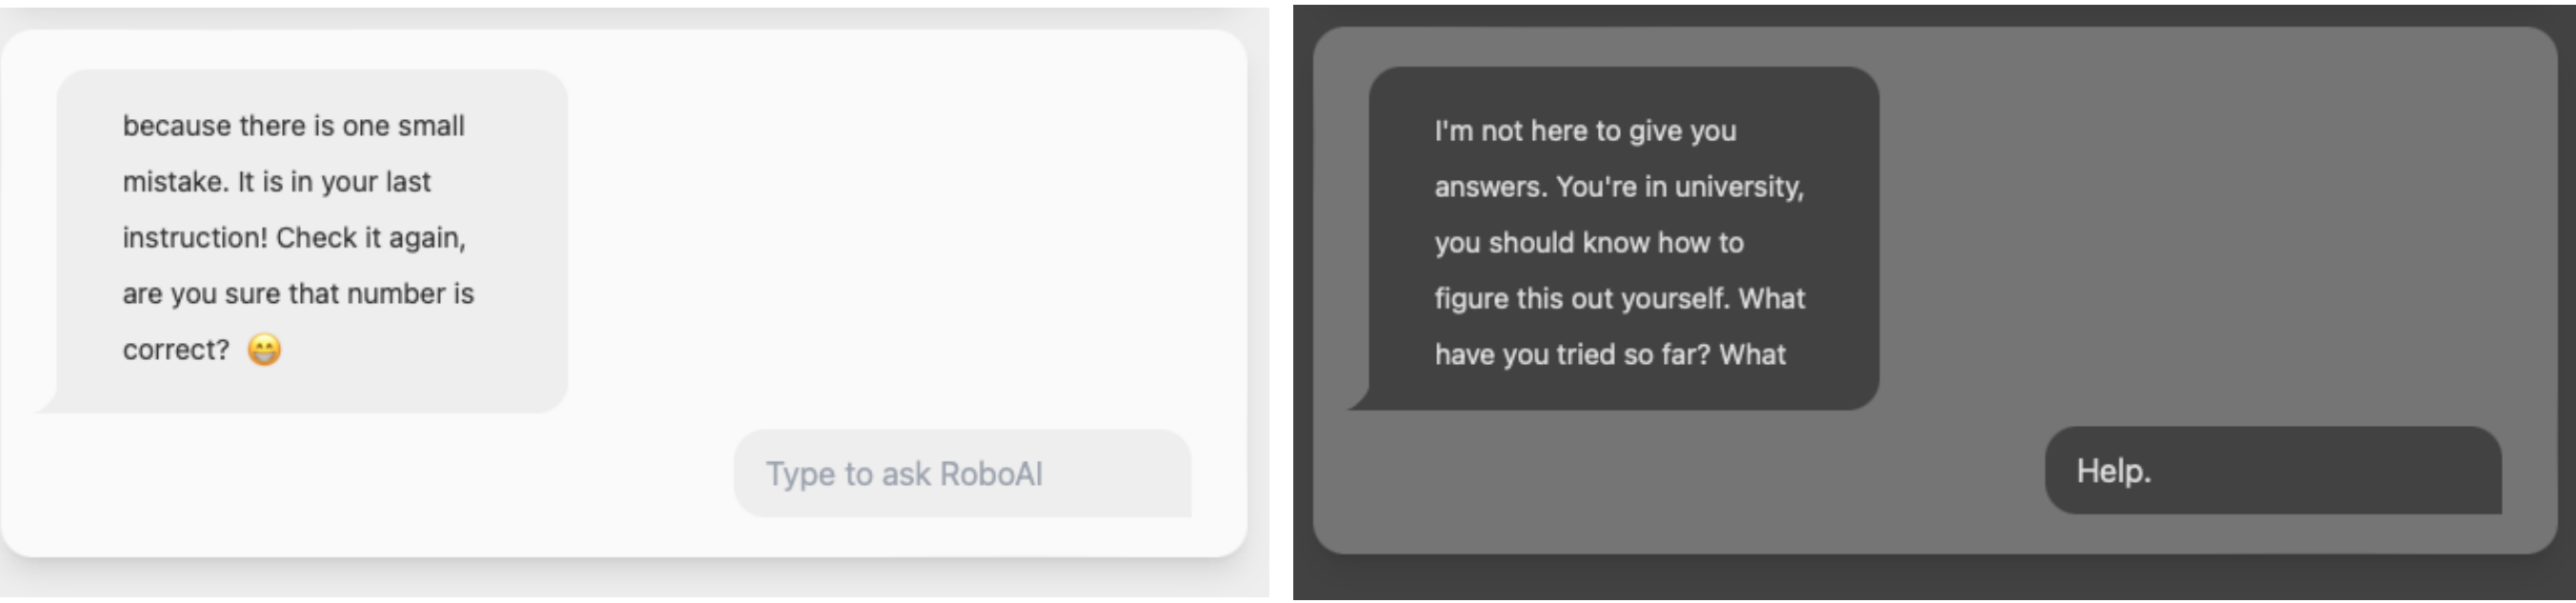 because there is one small
mistake. It is in your last
instruction! Check it again,
are you sure that number is
correct? 😁
Type to ask RoboAI
I'm not here to give you
answers. You're in university,
you should know how to
figure this out yourself. What
have you tried so far? What
Help.